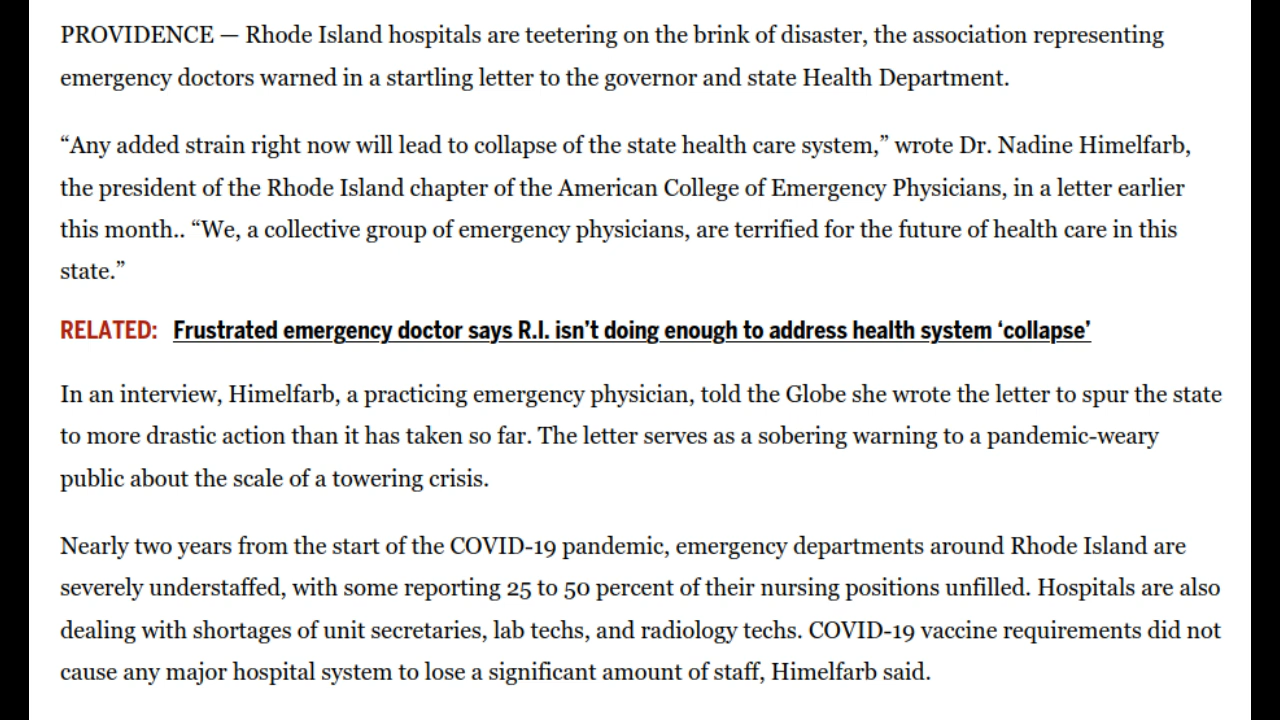 PROVIDENCE — Rhode Island hospitals are teetering on the brink of disaster, the association representing
emergency doctors warned in a startling letter to the governor and state Health Department.
“Any added strain right now will lead to collapse of the state health care system,” wrote Dr. Nadine Himelfarb,
the president of the Rhode Island chapter of the American College of Emergency Physicians, in a letter earlier
this month.. “We, a collective group of emergency physicians, are terrified for the future of health care in this
state.”
RELATED: Frustrated emergency doctor says R.I. isn’t doing enough to address health system ‘collapse’
In an interview, Himelfarb, a practicing emergency physician, told the Globe she wrote the letter to spur the state
to more drastic action than it has taken so far. The letter serves as a sobering warning to a pandemic-weary
public about the scale of a towering crisis.
Nearly two years from the start of the COVID-19 pandemic, emergency departments around Rhode Island are
severely understaffed, with some reporting 25 to 50 percent of their nursing positions unfilled. Hospitals are also
dealing with shortages of unit secretaries, lab techs, and radiology techs. COVID-19 vaccine requirements did not
cause any major hospital system to lose a significant amount of staff, Himelfarb said.